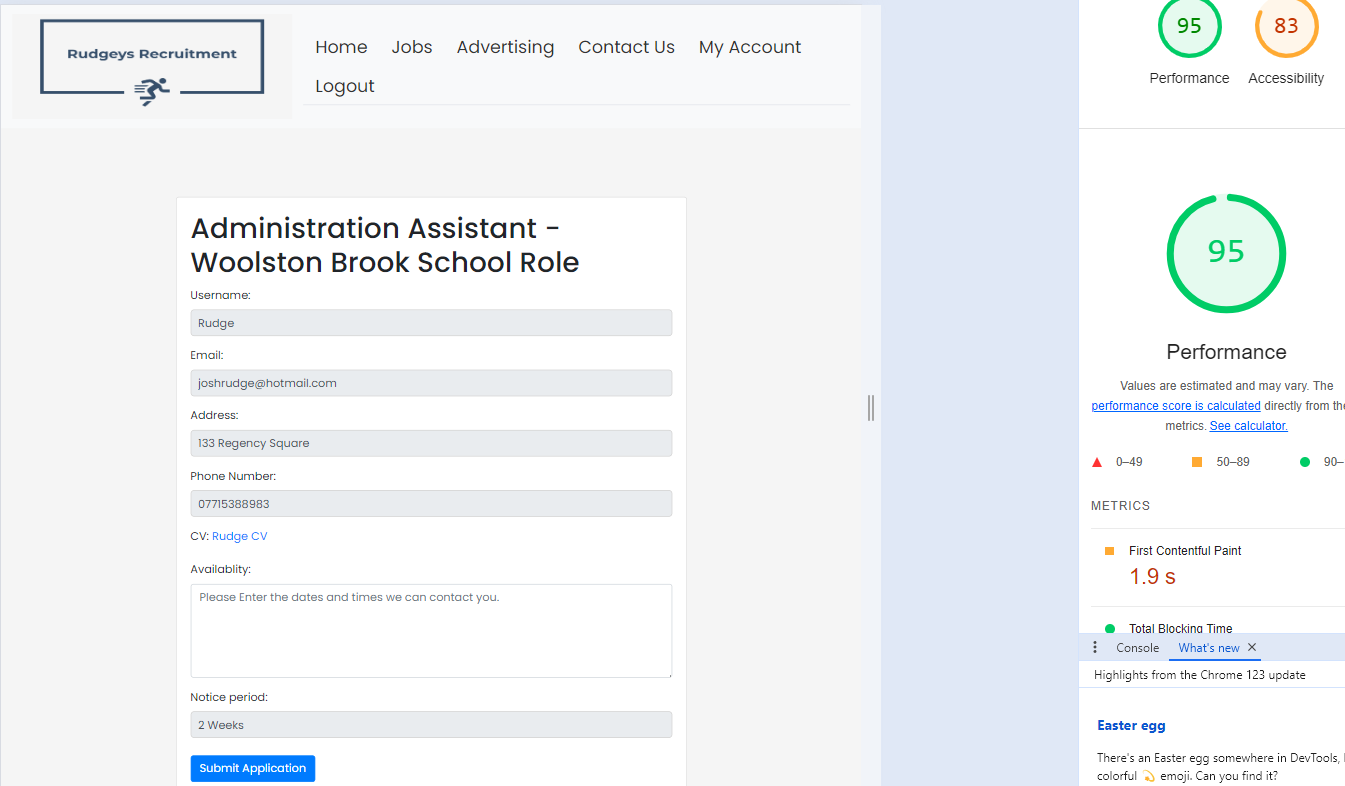 Rudgeys Recruitment
Home Jobs Advertising Contact Us My Account
Logout
Administration Assistant -
Woolston Brook School Role
Username:
Rudge
Email:
joshrudge@hotmail.com
Address:
133 Regency Square
Phone Number:
07715388983
CV: Rudge CV
Availablity:
Please Enter the dates and times we can contact you.
Notice period:
2 Weeks
Submit Application
95 83
Performance Accessibility
95
Performance
Values are estimated and may vary. The
performance score is calculated directly from the
metrics. See calculator.
0–49 50–89 90–
METRICS
First Contentful Paint
1.9 s
Total Blocking Time
Console What's new
Highlights from the Chrome 123 update
Easter egg
There's an Easter egg somewhere in DevTools,
colorful 💫 emoji. Can you find it?